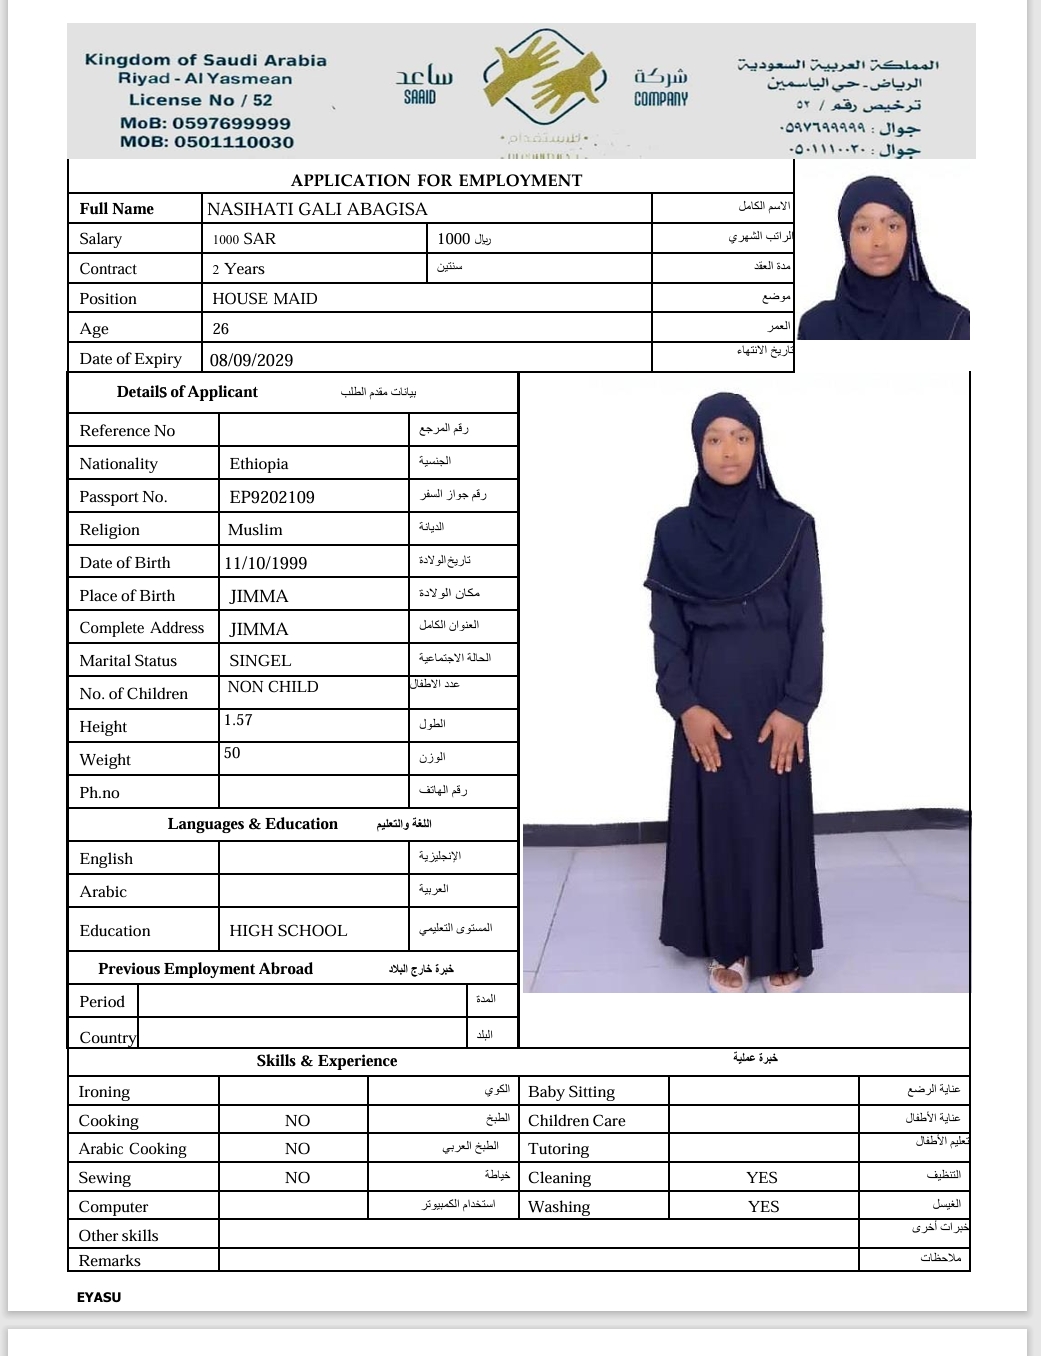 Kingdom of Saudi Arabia
Riyad - Al Yasmean
License No / 52
MoB: 0597699999
MOB: 0501110030
ساعد
SAAID
شركة
COMPANY
للاستقدام
المملكة العربية السعودية
الرياض - حي الياسمين
ترخيص رقم / ٥٢
جوال : ٠٥٩٧٦٩٩٩٩٩
جوال : ٠٥٠١١١٠٠٣٠
APPLICATION FOR EMPLOYMENT
Full Name NASIHATI GALI ABAGISA الاسم الكامل
Salary 1000 SAR 1000 ريال الراتب الشهري
Contract 2 Years سنتين مدة العقد
Position HOUSE MAID موضع
Age 26 العمر
Date of Expiry 08/09/2029 تاريخ الانتهاء
Details of Applicant بيانات مقدم الطلب
Reference No رقم المرجع
Nationality Ethiopia الجنسية
Passport No. EP9202109 رقم جواز السفر
Religion Muslim الديانة
Date of Birth 11/10/1999 تاريخ الولادة
Place of Birth JIMMA مكان الولادة
Complete Address JIMMA العنوان الكامل
Marital Status SINGEL الحالة الاجتماعية
No. of Children NON CHILD عدد الاطفال
Height 1.57 الطول
Weight 50 الوزن
Ph.no رقم الهاتف
Languages & Education اللغة والتعليم
English الإنجليزية
Arabic العربية
Education HIGH SCHOOL المستوى التعليمي
Previous Employment Abroad خبرة خارج البلاد
Period المدة
Country البلد
Skills & Experience خبرة عملية
Ironing الكوي Baby Sitting عناية الرضع
Cooking NO الطبخ Children Care عناية الأطفال
Arabic Cooking NO الطبخ العربي Tutoring تعليم الأطفال
Sewing NO خياطة Cleaning YES التنظيف
Computer استخدام الكمبيوتر Washing YES الغيسل
Other skills خبرات أخرى
Remarks ملاحظات
EYASU